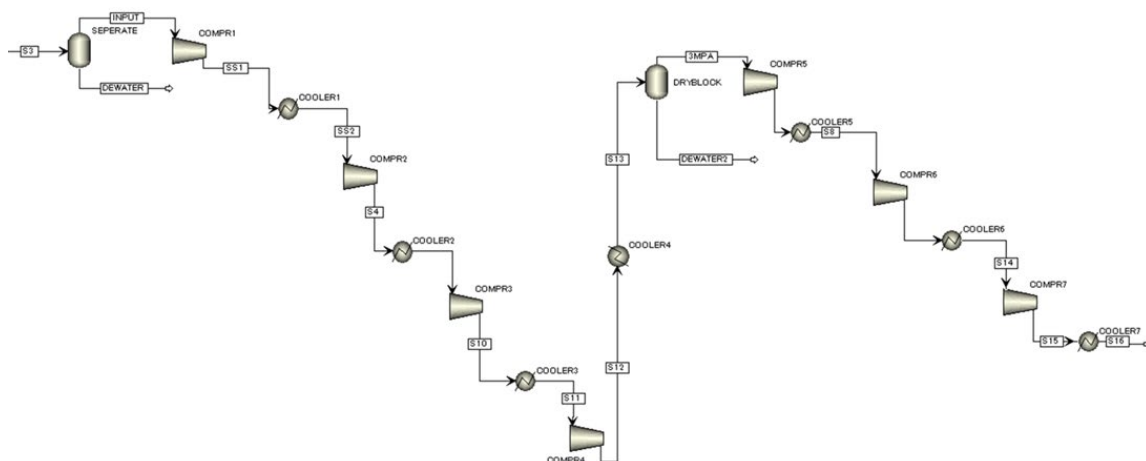 S3
SEPERATE
INPUT
DEWATER
COMPR1
SS1
COOLER1
SS2
COMPR2
S4
COOLER2
COMPR3
S10
COOLER3
S11
COMPR4
S12
COOLER4
S13
3MPA
DRYBLOCK
DEWATER2
COMPR5
COOLER5
S8
COMPR6
COOLER6
S14
COMPR7
S15
COOLER7
S16